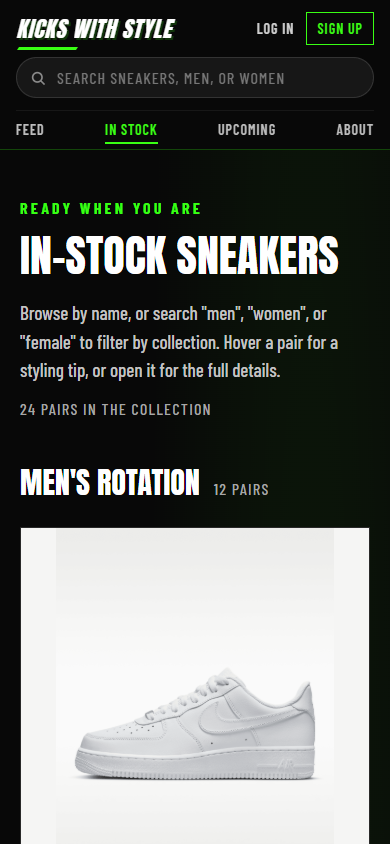 KICKS WITH STYLE
LOG IN
SIGN UP
SEARCH SNEAKERS, MEN, OR WOMEN
FEED
IN STOCK
UPCOMING
ABOUT
READY WHEN YOU ARE
IN-STOCK SNEAKERS
Browse by name, or search "men", "women", or
"female" to filter by collection. Hover a pair for a
styling tip, or open it for the full details.
24 PAIRS IN THE COLLECTION
MEN'S ROTATION
12 PAIRS